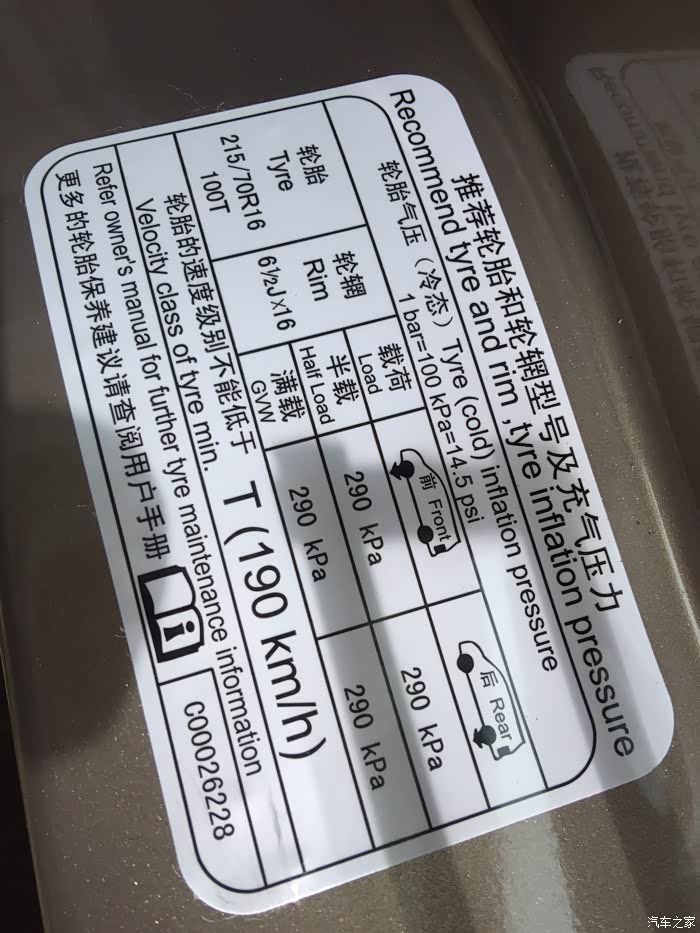 推荐轮胎和轮辋型号及充气压力
Recommend tyre and rim ,tyre inflation pressure
轮胎气压（冷态）Tyre (cold) inflation pressure
1 bar=100 kPa=14.5 psi
轮胎
Tyre
轮辋
Rim
载荷
Load
前 Front
后 Rear
215/70R16
100T
6½J×16
半载
Half Load
290 kPa
290 kPa
满载
GVW
290 kPa
290 kPa
轮胎的速度级别不能低于
Velocity class of tyre min.
T (190 km/h)
Refer owner's manual for further tyre maintenance information
更多的轮胎保养建议请查阅用户手册
C00026228
汽车之家